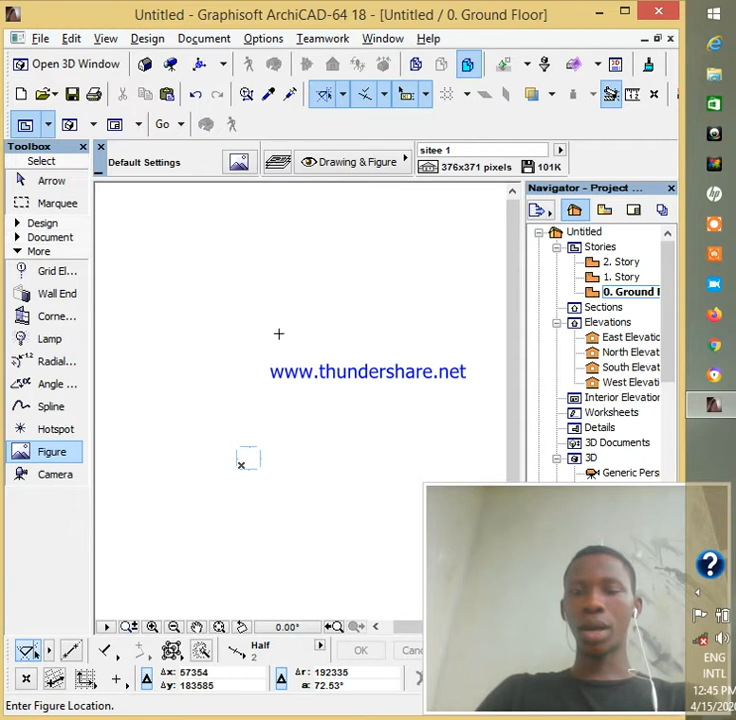 Untitled - Graphisoft ArchiCAD-64 18 - [Untitled / 0. Ground Floor]
File Edit View Design Document Options Teamwork Window Help
Open 3D Window
Go
Toolbox
Select
Arrow
Marquee
Design
Document
More
Grid El...
Wall End
Corne...
Lamp
Radial...
Angle ...
Spline
Hotspot
Figure
Camera
Default Settings
Drawing & Figure
sitee 1
376x371 pixels
101K
www.thundershare.net
Navigator - Project ...
Untitled
Stories
2. Story
1. Story
0. Ground F
Sections
Elevations
East Elevatio
North Elevat
South Elevat
West Elevati
Interior Elevation
Worksheets
Details
3D Documents
3D
Generic Pers
0.00°
Half
2
OK
Canc
Δx: 57354
Δy: 183585
Δr: 192335
a: 72.53°
Enter Figure Location.
hp
?
ENG
INTL
12:45 PM
4/15/202